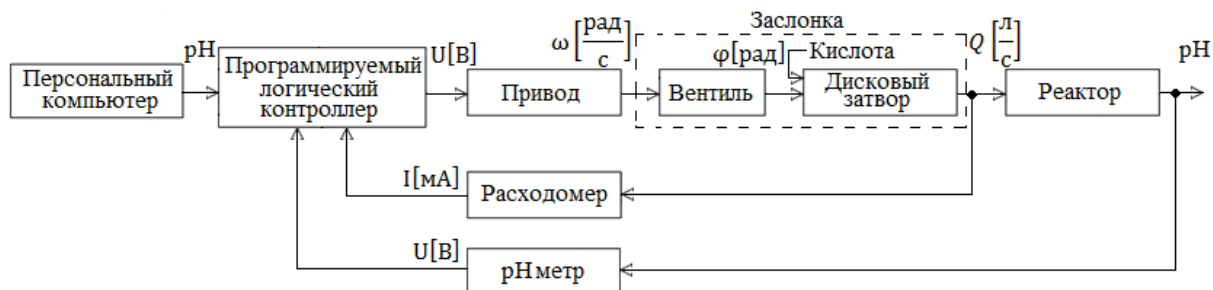 Персональный
компьютер
pH
Программируемый
логический
контроллер
U[В]
Привод
ω[рад/с]
Заслонка
Вентиль
φ[рад]
Кислота
Дисковый
затвор
Q[л/с]
Реактор
pH
I[мА]
Расходомер
U[В]
pH метр